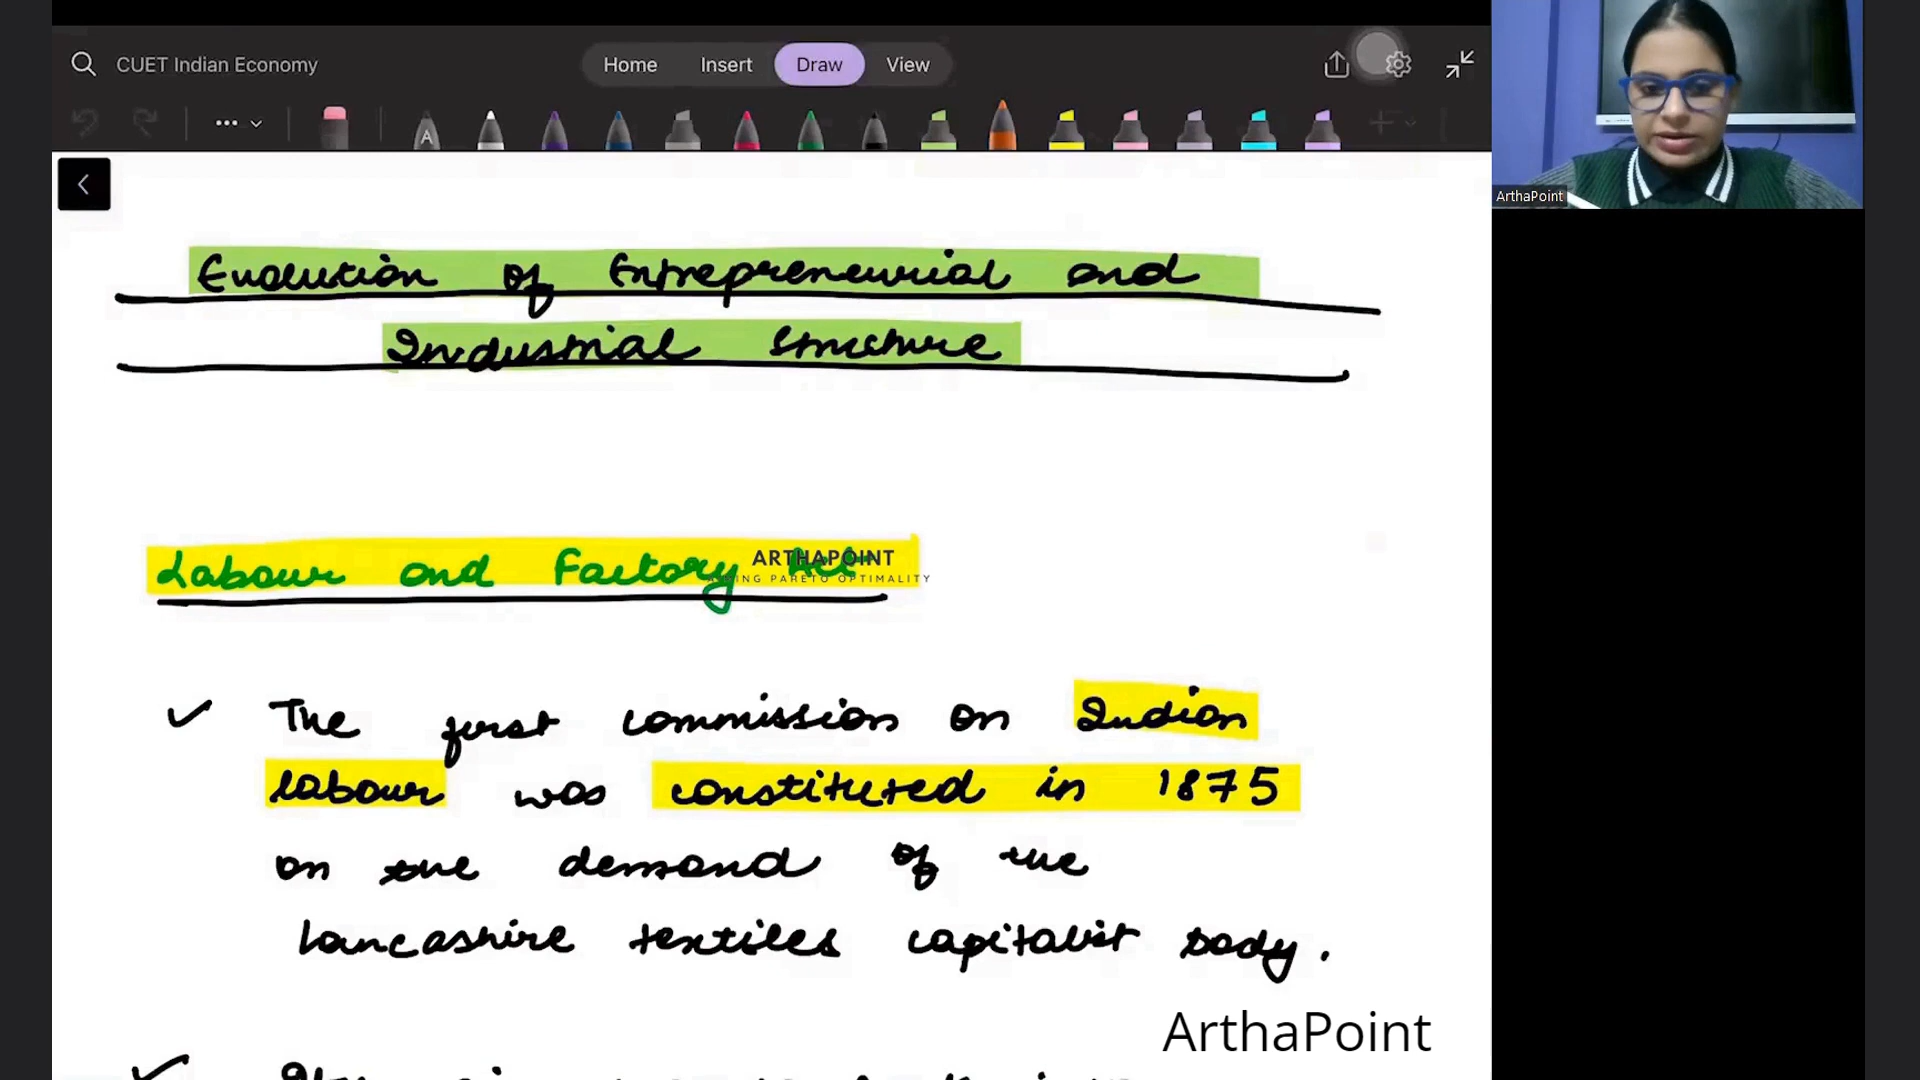 CUET Indian Economy
Home Insert Draw View
A
ArthaPoint
Evolution of Entrepreneurial and
Industrial Structure
Labour and Factory Act
ARTHAPOINT
PARETO OPTIMALITY
The first commission on Indian
labour was constituted in 1875
on the demand of the
lancashire textiles capitalist body.
ArthaPoint